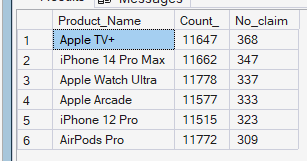 Messages
Product_Name Count_ No_claim
1 Apple TV+ 11647 368
2 iPhone 14 Pro Max 11662 347
3 Apple Watch Ultra 11778 337
4 Apple Arcade 11577 333
5 iPhone 12 Pro 11515 323
6 AirPods Pro 11772 309